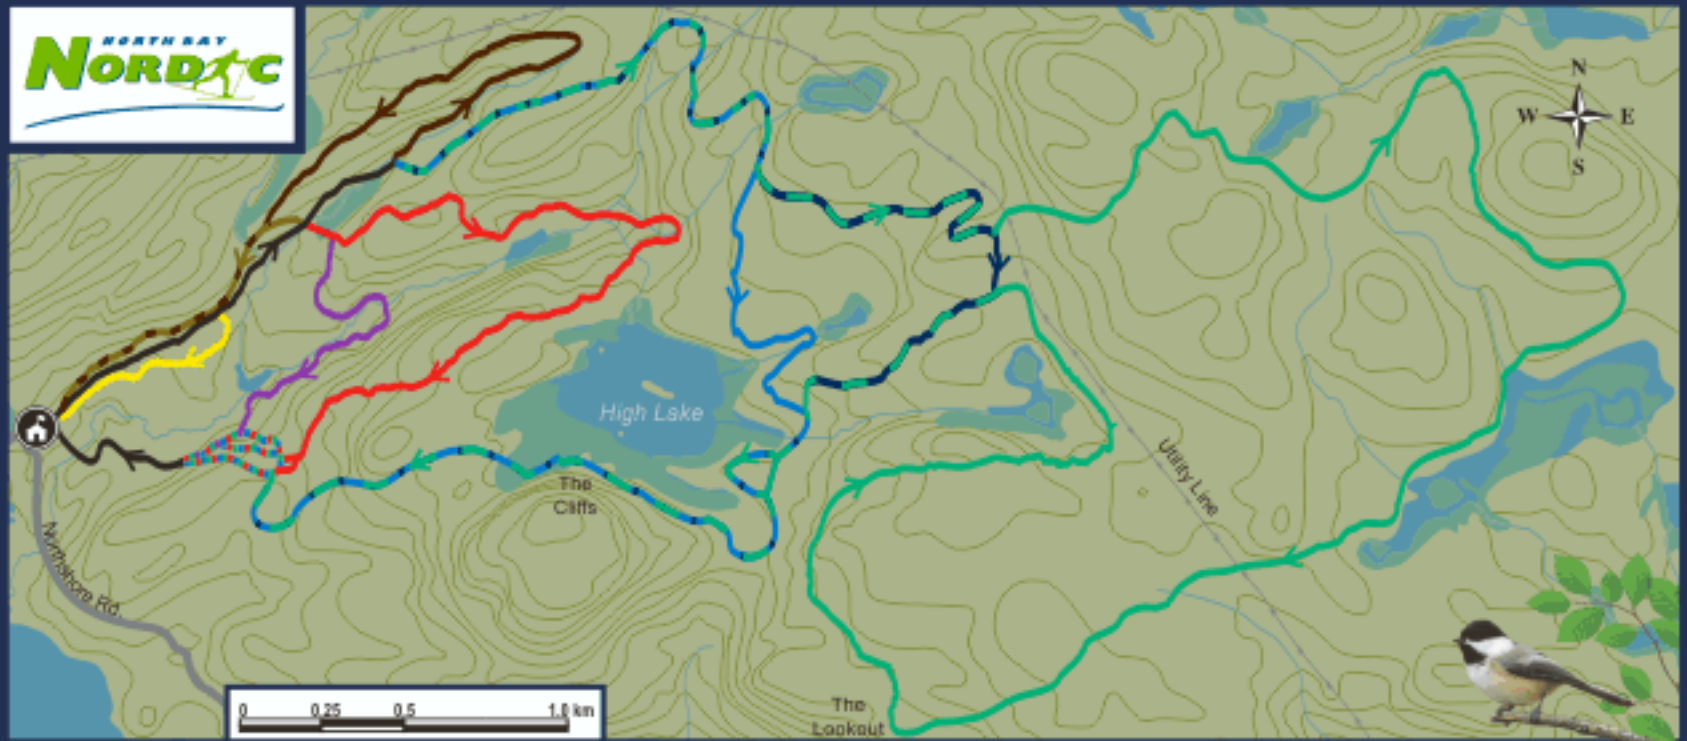 NORTH BAY
NORDIC
N
W E
S
High Lake
The
Cliffs
Utility Line
Northshore Rd.
The
Lookout
0 0.25 0.5 1.0 km